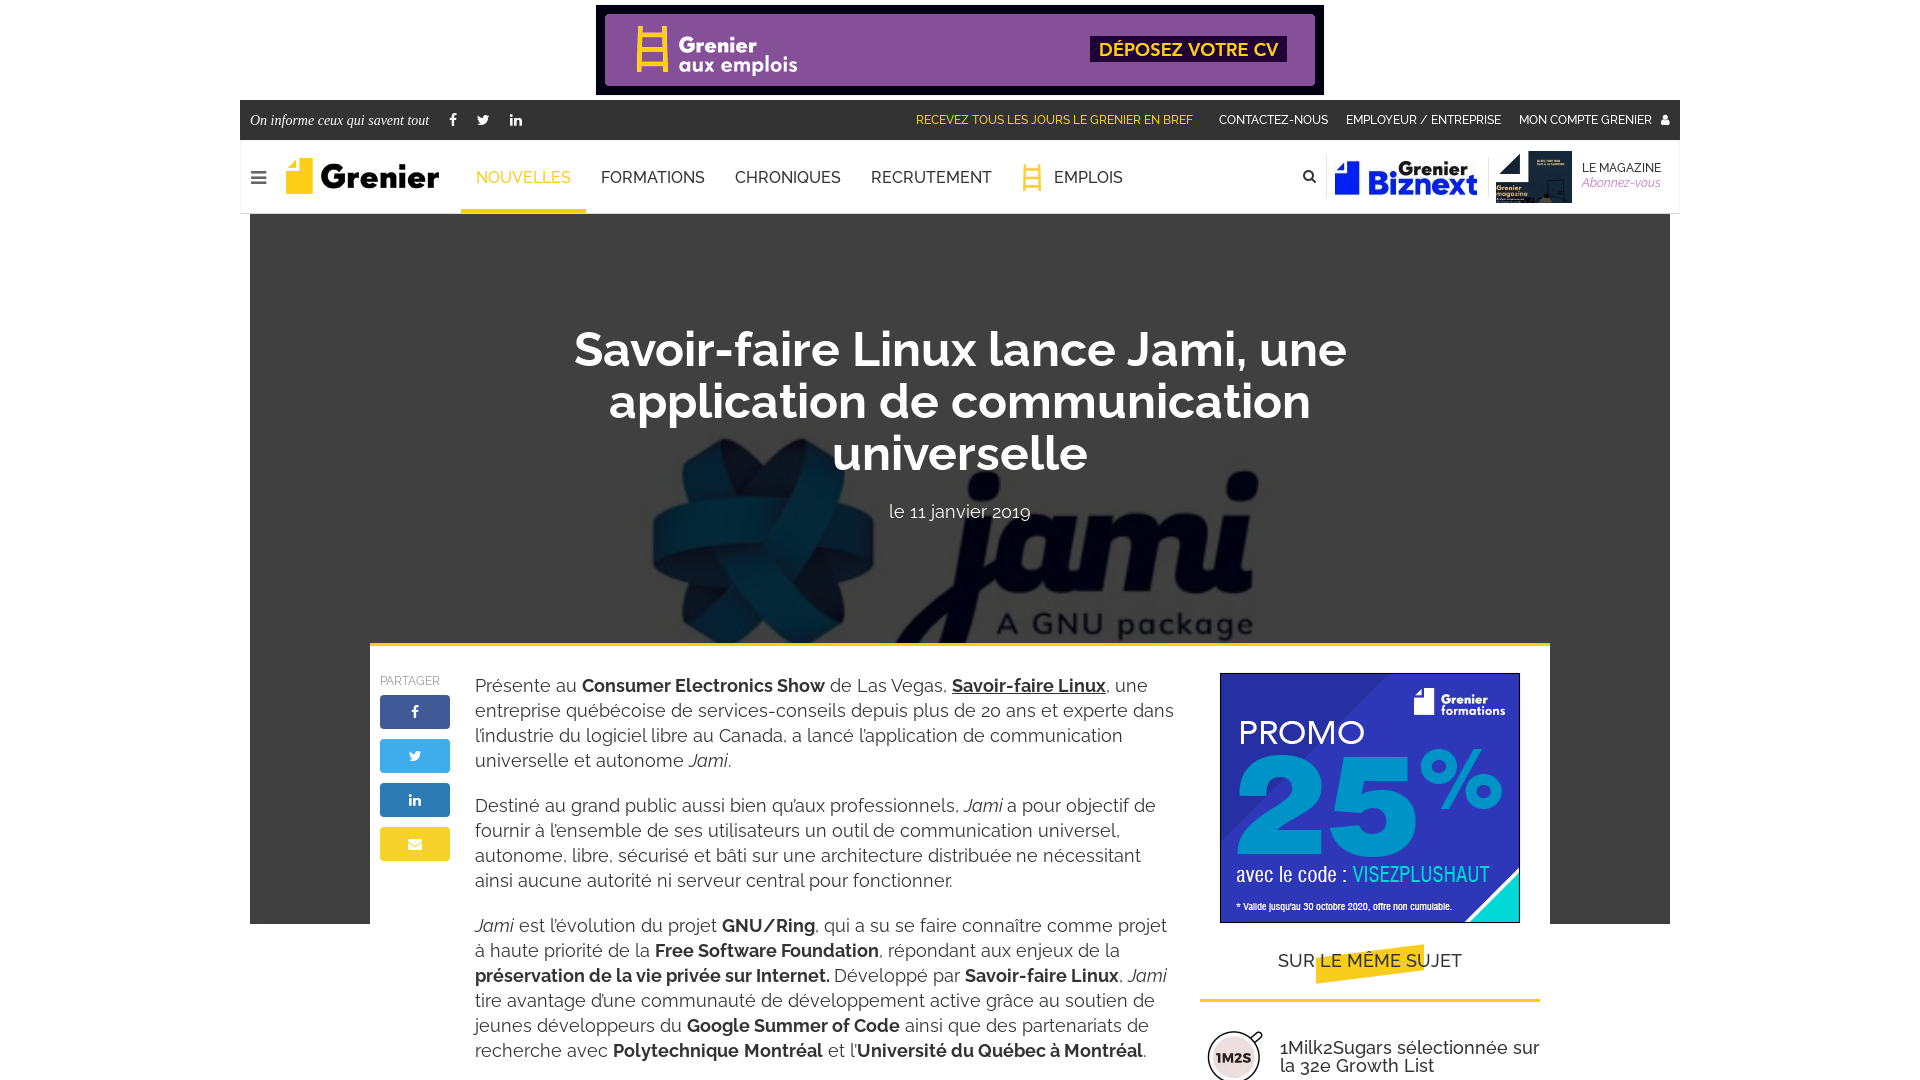 Grenier
aux emplois
DÉPOSEZ VOTRE CV
On informe ceux qui savent tout
RECEVEZ TOUS LES JOURS LE GRENIER EN BREF
CONTACTEZ-NOUS
EMPLOYEUR / ENTREPRISE
MON COMPTE GRENIER
Grenier
NOUVELLES
FORMATIONS
CHRONIQUES
RECRUTEMENT
EMPLOIS
Grenier
Biznext
Grenier
magazine
LE MAGAZINE
Abonnez-vous
Savoir-faire Linux lance Jami, une
application de communication
universelle
le 11 janvier 2019
jami
A GNU package
PARTAGER
Présente au Consumer Electronics Show de Las Vegas, Savoir-faire Linux, une
entreprise québécoise de services-conseils depuis plus de 20 ans et experte dans
l’industrie du logiciel libre au Canada, a lancé l’application de communication
universelle et autonome Jami.
Destiné au grand public aussi bien qu’aux professionnels, Jami a pour objectif de
fournir à l’ensemble de ses utilisateurs un outil de communication universel,
autonome, libre, sécurisé et bâti sur une architecture distribuée ne nécessitant
ainsi aucune autorité ni serveur central pour fonctionner.
Jami est l’évolution du projet GNU/Ring, qui a su se faire connaître comme projet
à haute priorité de la Free Software Foundation, répondant aux enjeux de la
préservation de la vie privée sur Internet. Développé par Savoir-faire Linux, Jami
tire avantage d’une communauté de développement active grâce au soutien de
jeunes développeurs du Google Summer of Code ainsi que des partenariats de
recherche avec Polytechnique Montréal et l’Université du Québec à Montréal.
Grenier
formations
PROMO
25%
avec le code : VISEZPLUSHAUT
* Valide jusqu'au 30 octobre 2020, offre non cumulable.
SUR LE MÊME SUJET
1M2S
1Milk2Sugars sélectionnée sur
la 32e Growth List